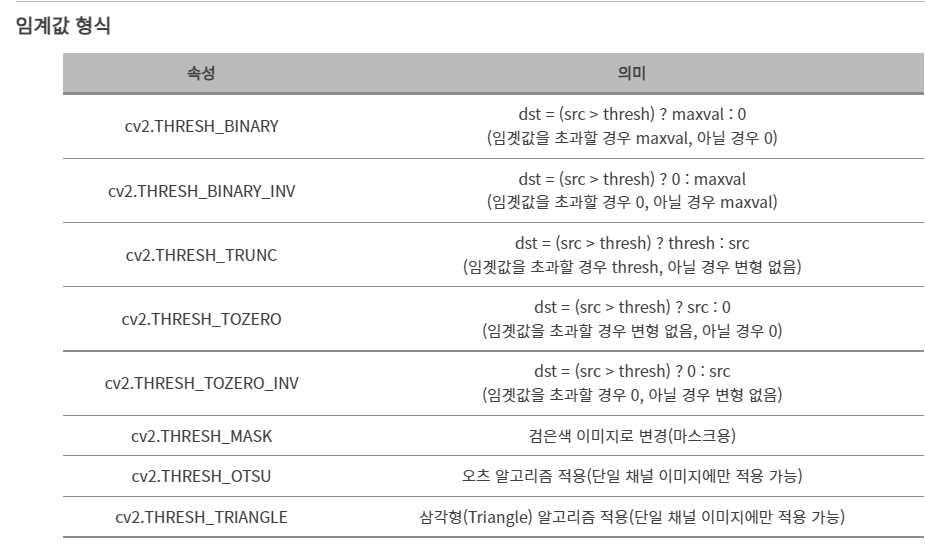 임계값 형식
속성 의미
cv2.THRESH_BINARY
dst = (src > thresh) ? maxval : 0
(임곗값을 초과할 경우 maxval, 아닐 경우 0)
cv2.THRESH_BINARY_INV
dst = (src > thresh) ? 0 : maxval
(임곗값을 초과할 경우 0, 아닐 경우 maxval)
cv2.THRESH_TRUNC
dst = (src > thresh) ? thresh : src
(임곗값을 초과할 경우 thresh, 아닐 경우 변형 없음)
cv2.THRESH_TOZERO
dst = (src > thresh) ? src : 0
(임곗값을 초과할 경우 변형 없음, 아닐 경우 0)
cv2.THRESH_TOZERO_INV
dst = (src > thresh) ? 0 : src
(임곗값을 초과할 경우 0, 아닐 경우 변형 없음)
cv2.THRESH_MASK 검은색 이미지로 변경(마스크용)
cv2.THRESH_OTSU 오츠 알고리즘 적용(단일 채널 이미지에만 적용 가능)
cv2.THRESH_TRIANGLE 삼각형(Triangle) 알고리즘 적용(단일 채널 이미지에만 적용 가능)